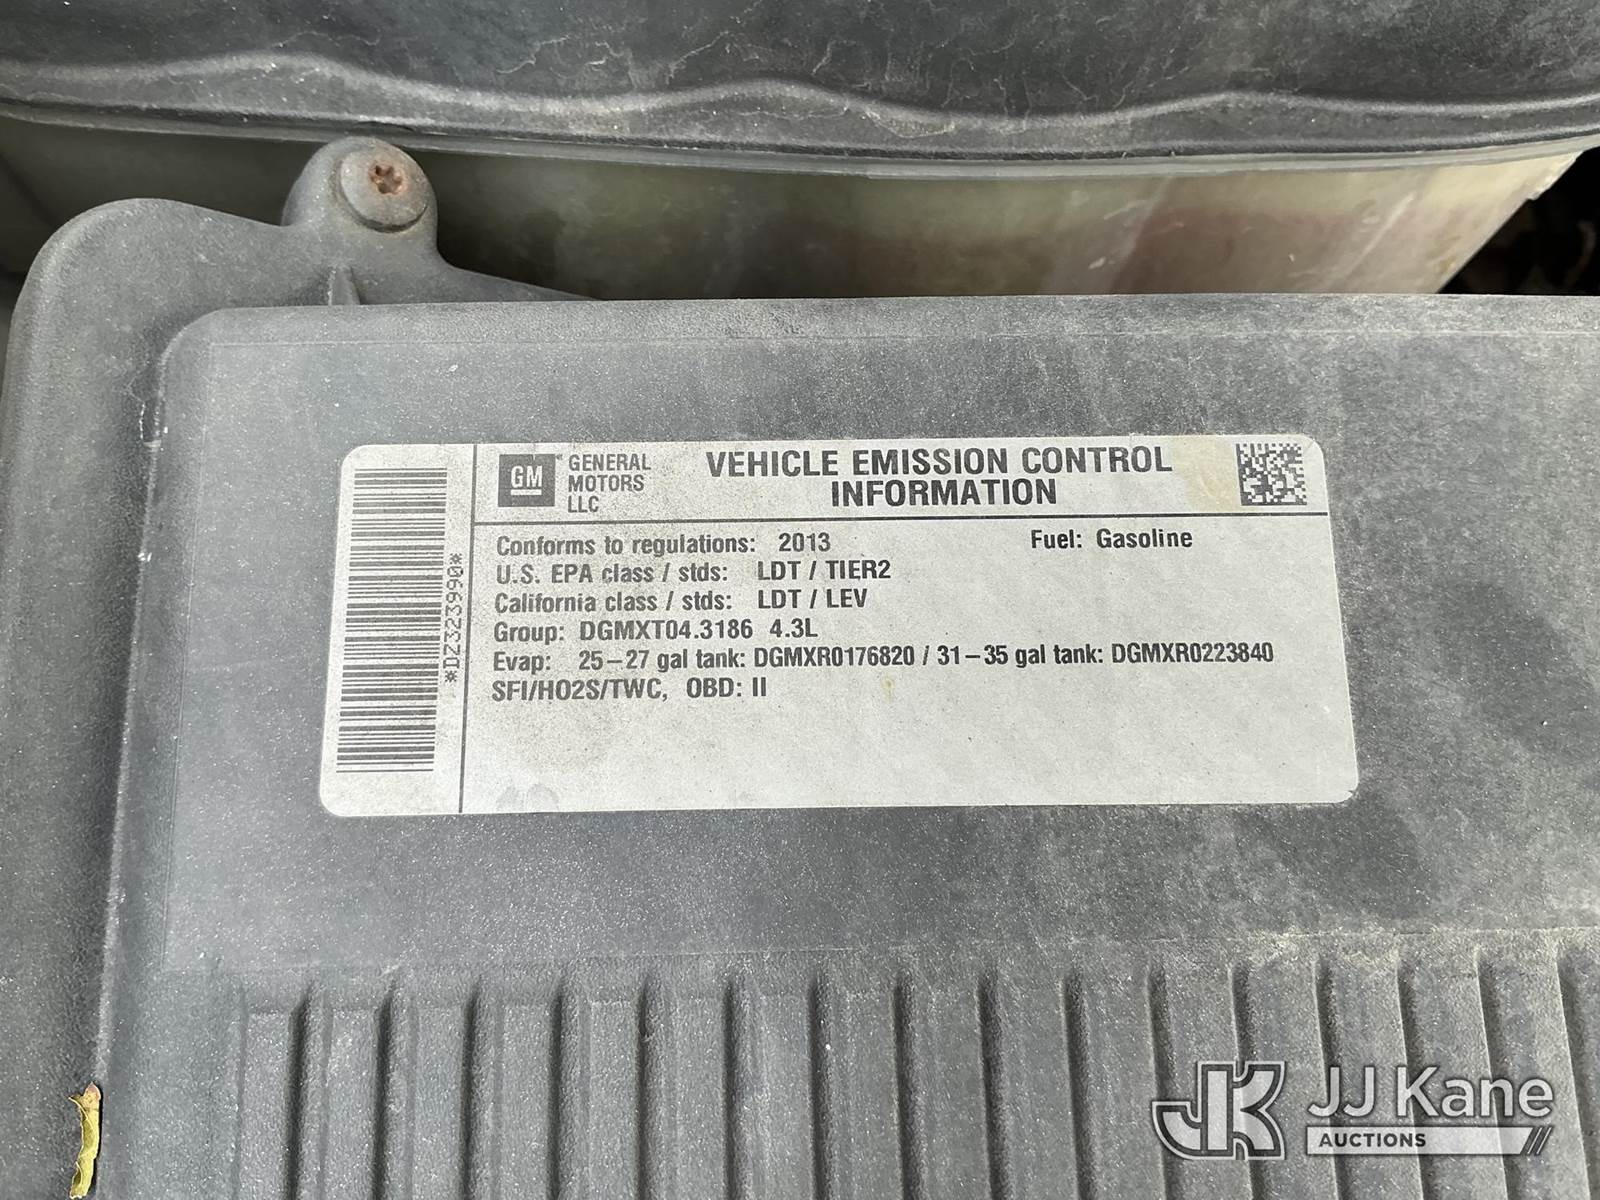 GM
GENERAL
MOTORS
LLC
VEHICLE EMISSION CONTROL
INFORMATION
*DZ323990*
Conforms to regulations: 2013
Fuel: Gasoline
U.S. EPA class / stds: LDT / TIER2
California class / stds: LDT / LEV
Group: DGMXT04.3186 4.3L
Evap: 25–27 gal tank: DGMXR0176820 / 31–35 gal tank: DGMXR0223840
SFI/HO2S/TWC, OBD: II
JK
JJ Kane
AUCTIONS